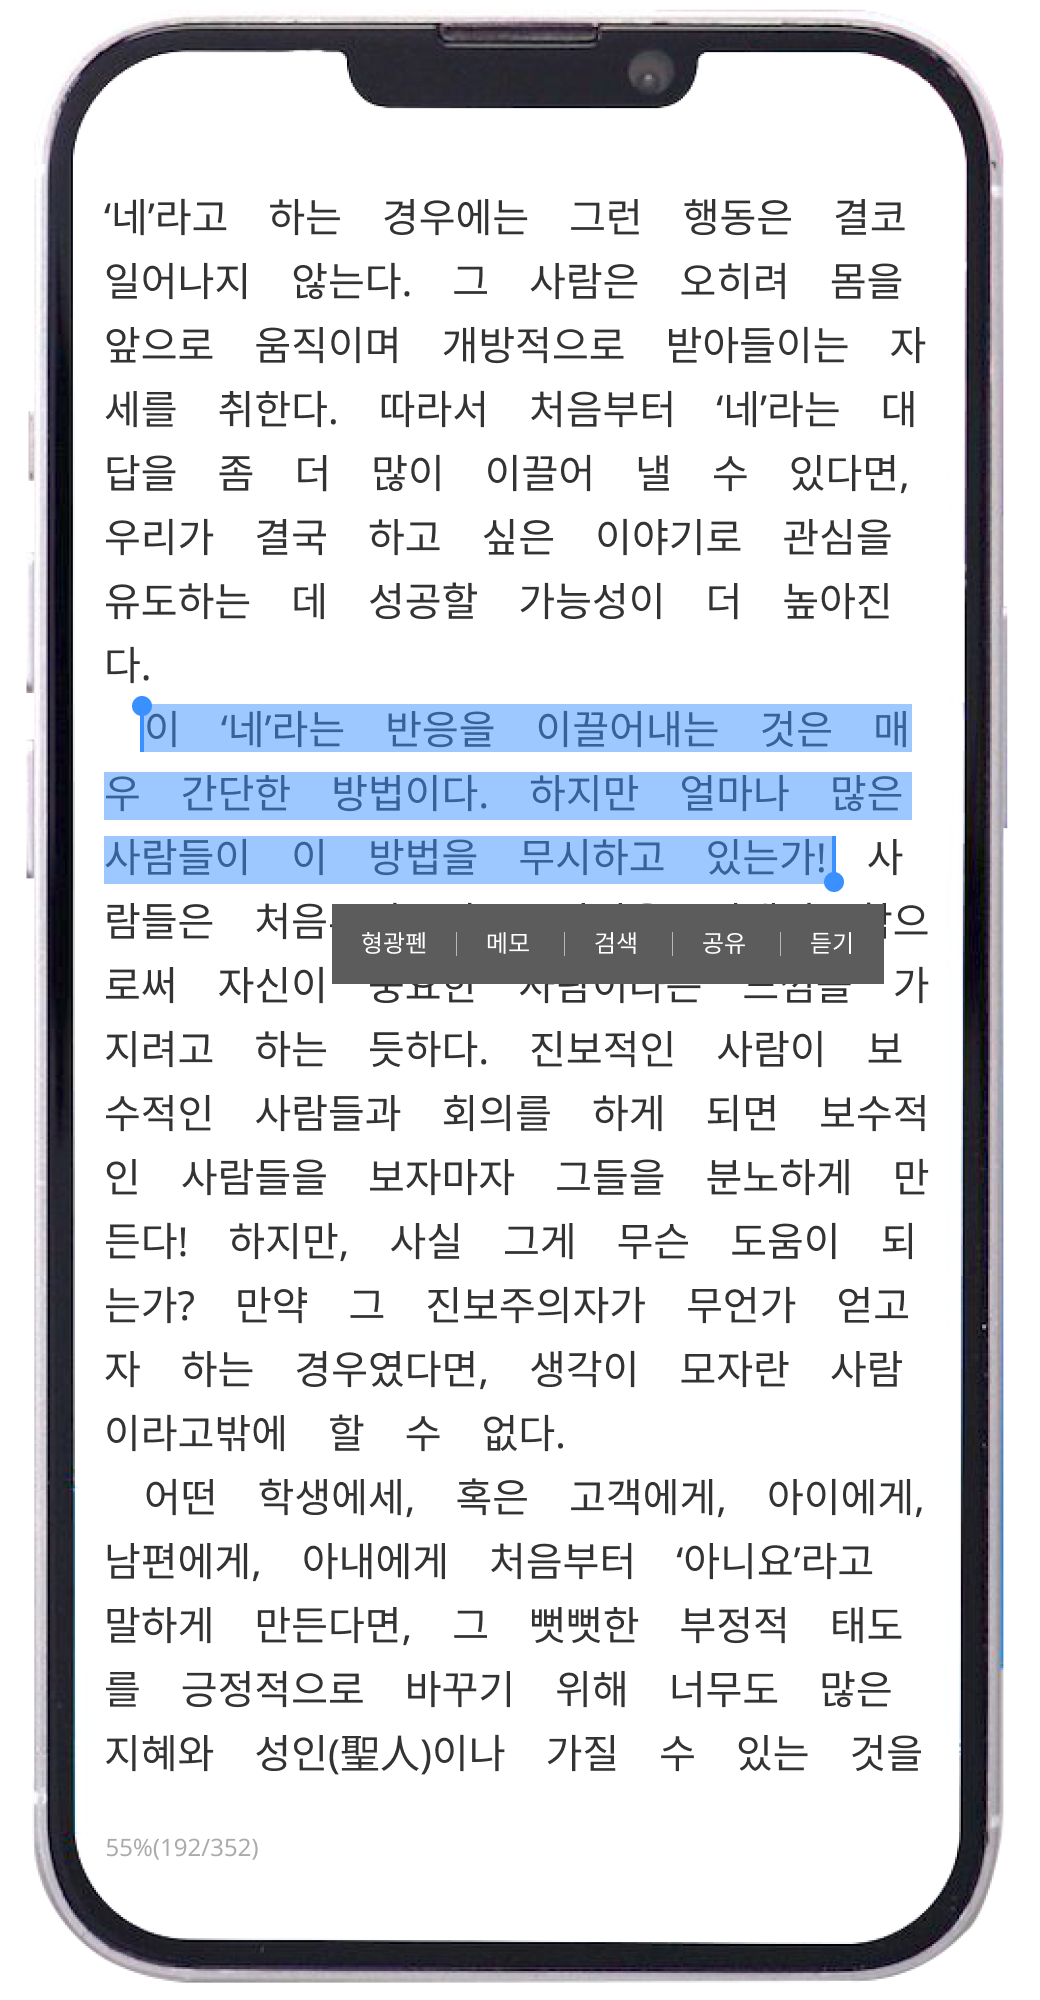 ‘네’라고 하는 경우에는 그런 행동은 결코
일어나지 않는다. 그 사람은 오히려 몸을
앞으로 움직이며 개방적으로 받아들이는 자
세를 취한다. 따라서 처음부터 ‘네’라는 대
답을 좀 더 많이 이끌어 낼 수 있다면,
우리가 결국 하고 싶은 이야기로 관심을
유도하는 데 성공할 가능성이 더 높아진
다.
이 ‘네’라는 반응을 이끌어내는 것은 매
우 간단한 방법이다. 하지만 얼마나 많은
사람들이 이 방법을 무시하고 있는가! 사
람들은
형광펜 메모 검색 공유 듣기
로써 자신이 중요한 사람이라는 느낌을 가
지려고 하는 듯하다. 진보적인 사람이 보
수적인 사람들과 회의를 하게 되면 보수적
인 사람들을 보자마자 그들을 분노하게 만
든다! 하지만, 사실 그게 무슨 도움이 되
는가? 만약 그 진보주의자가 무언가 얻고
자 하는 경우였다면, 생각이 모자란 사람
이라고밖에 할 수 없다.
어떤 학생에세, 혹은 고객에게, 아이에게,
남편에게, 아내에게 처음부터 ‘아니요’라고
말하게 만든다면, 그 뻣뻣한 부정적 태도
를 긍정적으로 바꾸기 위해 너무도 많은
지혜와 성인(聖人)이나 가질 수 있는 것을
55%(192/352)